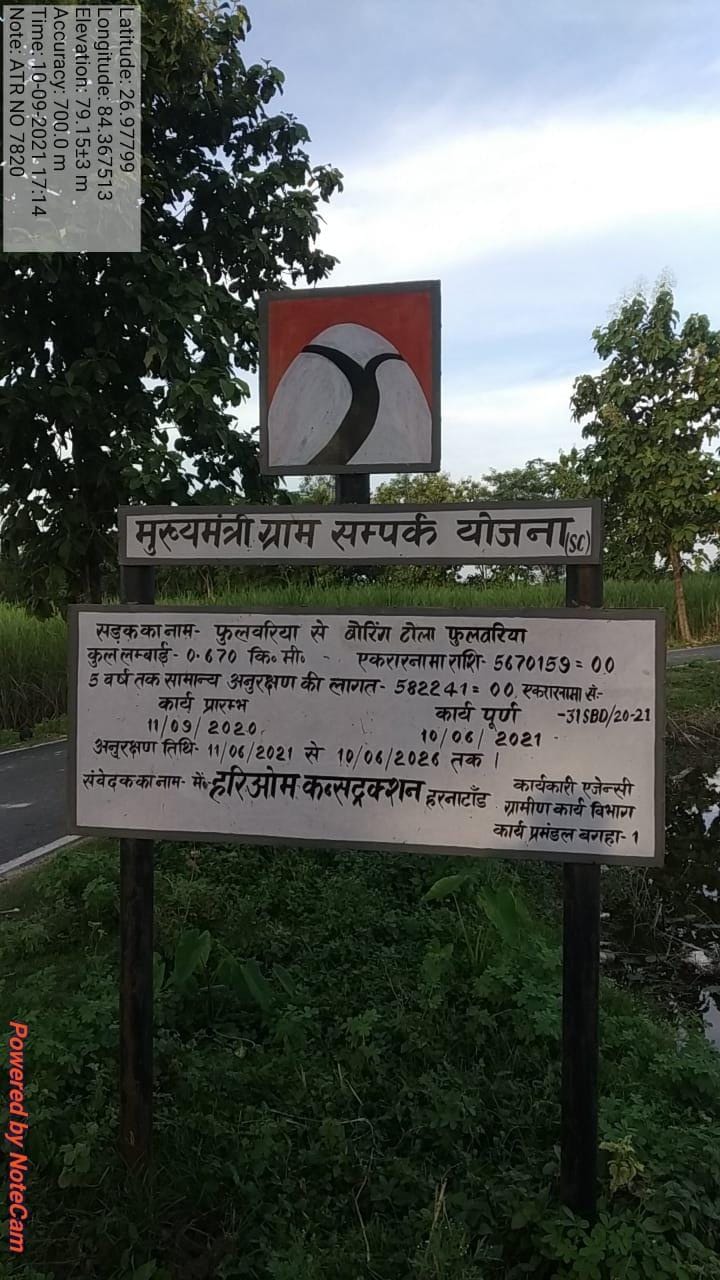 Latitude: 26.97799
Longitude: 84.367513
Elevation: 79.15±3 m
Accuracy: 700.0 m
Time: 10-09-2021 17:14
Note: ATR NO 7820
मुख्यमंत्री ग्राम सम्पर्क योजना (SC)
सड़क का नाम- फुलवरिया से बोरिंग टोला फुलवरिया
कुल लम्बाई- 0.670 कि॰ मी॰ - एकरारनामा राशि- 5670159=00
5 वर्ष तक सामान्य अनुरक्षण की लागत- 582241=00 एकरारनामा सं:-
कार्य प्रारम्भ कार्य पूर्ण -31SBD/20-21
11/09/2020 10/06/2021
अनुरक्षण तिथि- 11/06/2021 से 10/06/2026 तक।
संवेदक का नाम- मे॰ हरिओम कन्सट्रक्शन हरनाटाँड कार्यकारी एजेन्सी
ग्रामीण कार्य विभाग
कार्य प्रमंडल बगहा-1
Powered by NoteCam